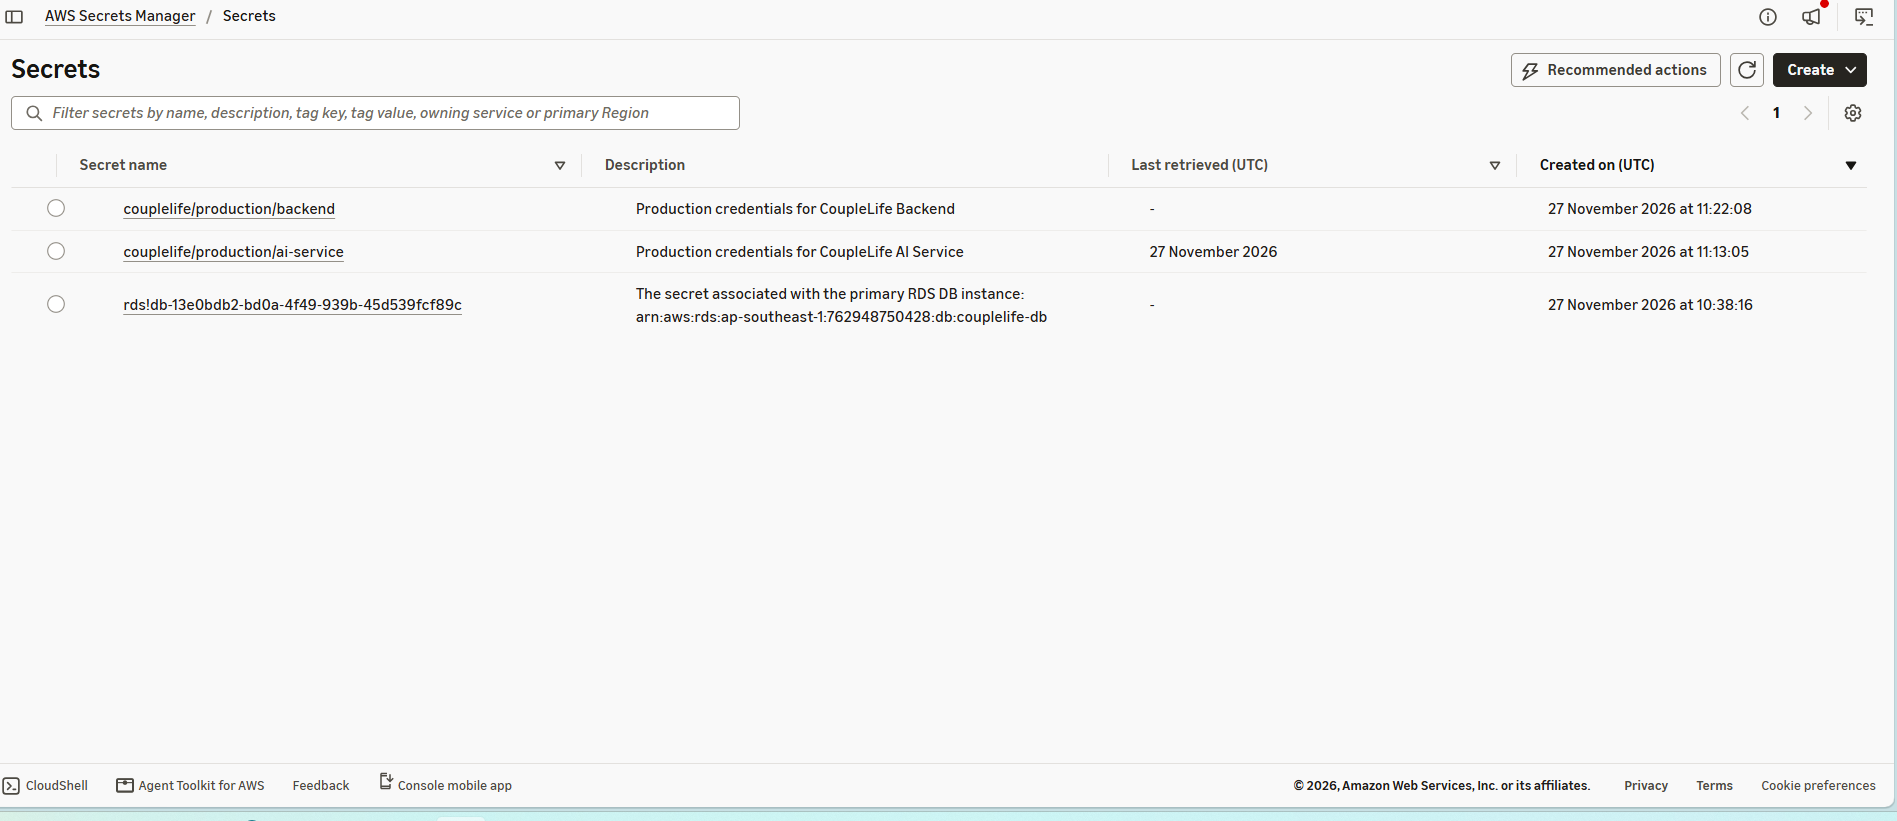 AWS Secrets Manager / Secrets
Secrets
Recommended actions
Create
Filter secrets by name, description, tag key, tag value, owning service or primary Region
1
Secret name Description Last retrieved (UTC) Created on (UTC)
couplelife/production/backend Production credentials for CoupleLife Backend - 27 November 2026 at 11:22:08
couplelife/production/ai-service Production credentials for CoupleLife AI Service 27 November 2026 27 November 2026 at 11:13:05
rds!db-13e0bdb2-bd0a-4f49-939b-45d539fcf89c The secret associated with the primary RDS DB instance: - 27 November 2026 at 10:38:16
arn:aws:rds:ap-southeast-1:762948750428:db:couplelife-db
CloudShell Agent Toolkit for AWS Feedback Console mobile app © 2026, Amazon Web Services, Inc. or its affiliates. Privacy Terms Cookie preferences